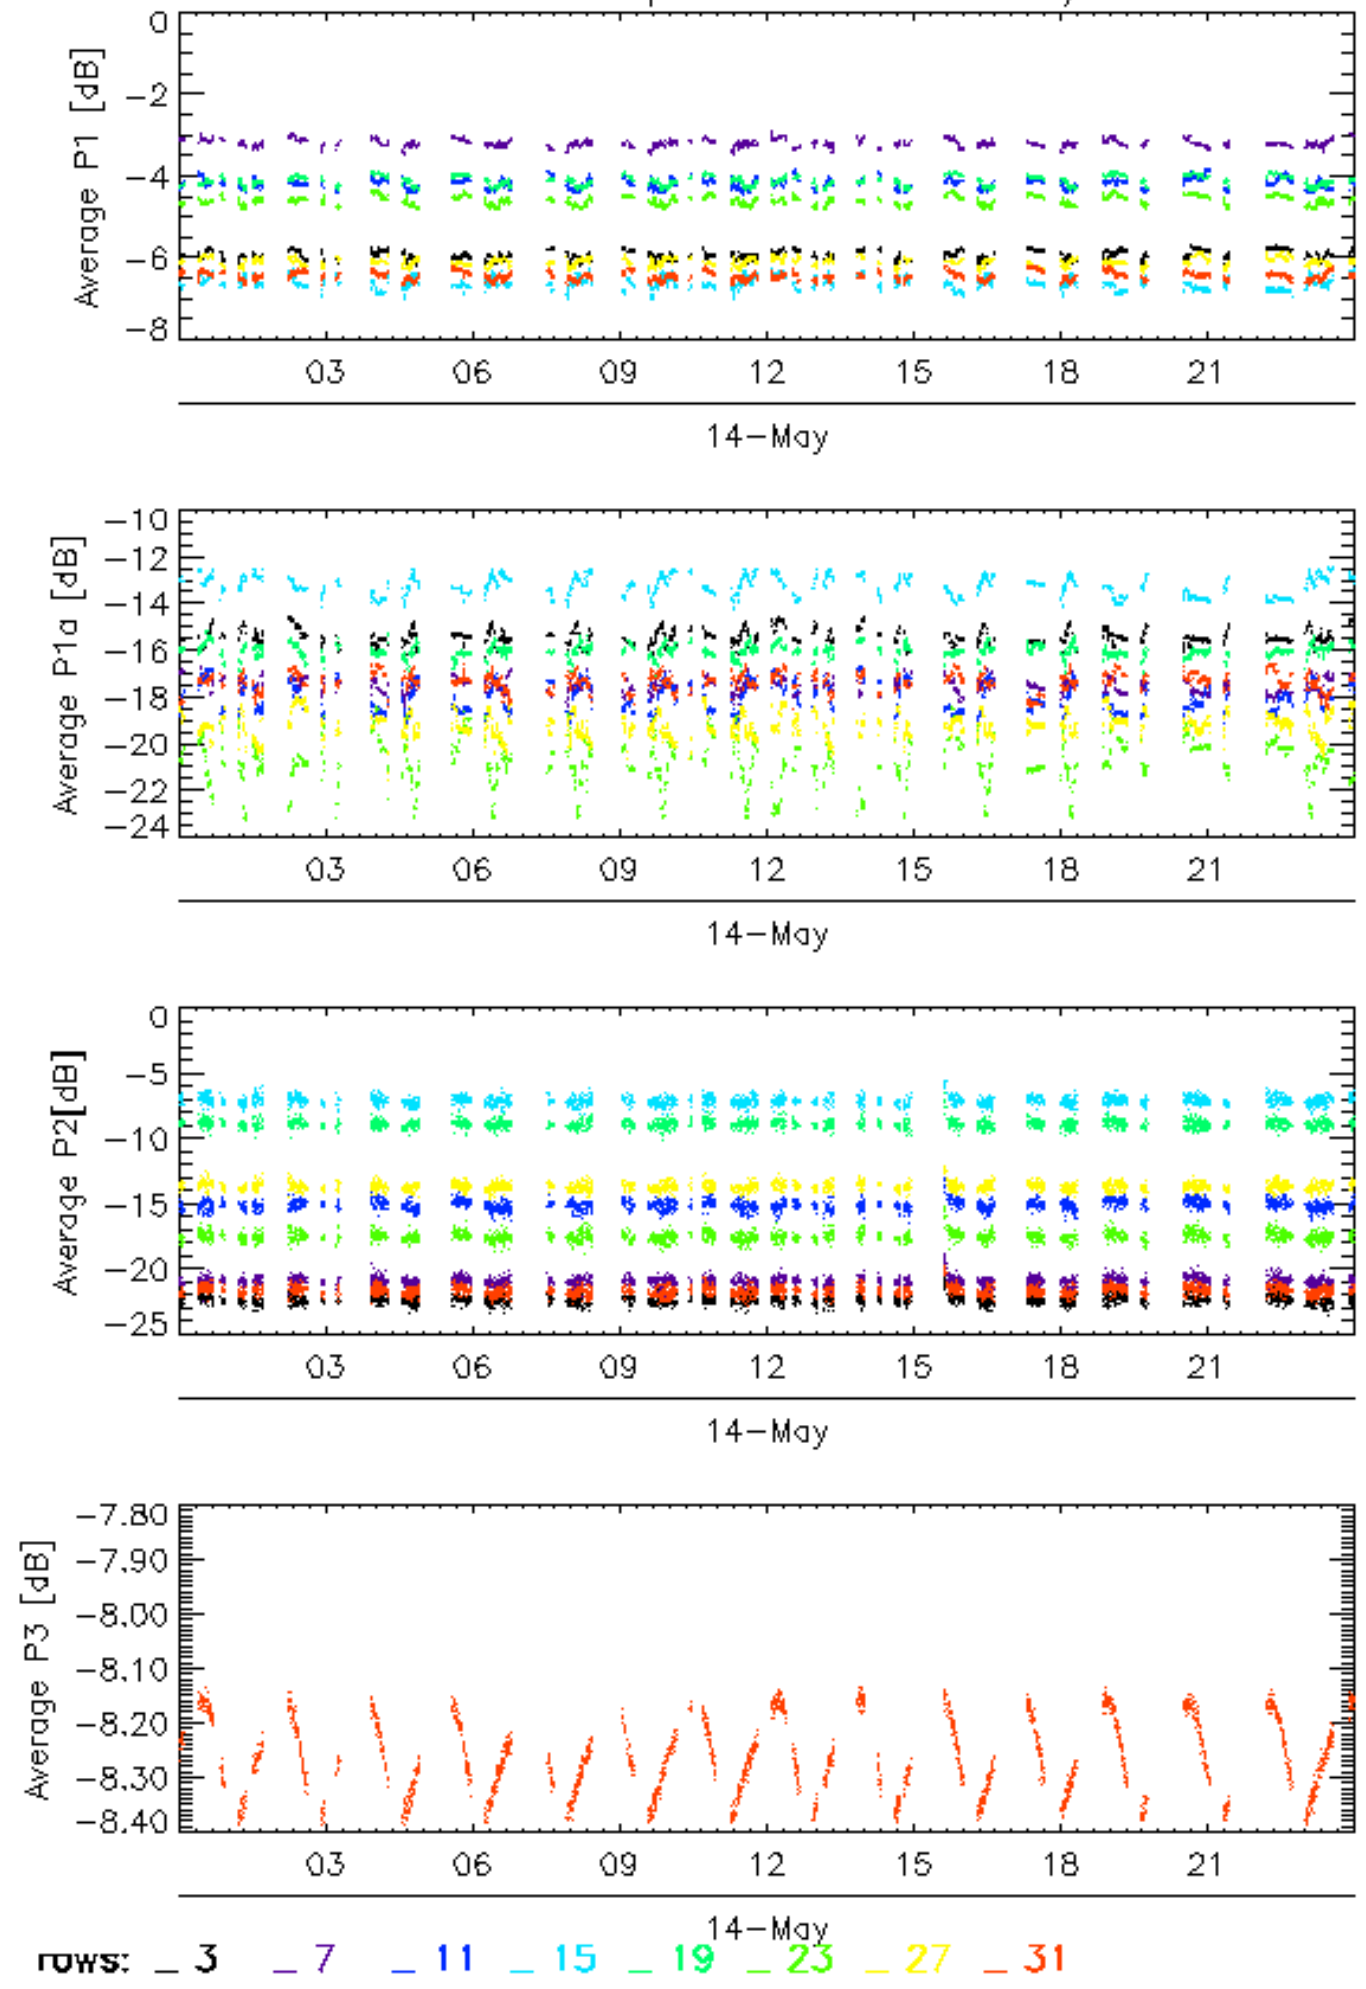 0
−2
−4
−6
−8
Average P1 [dB]
03 06 09 12 15 18 21
14−May
−10
−12
−14
−16
−18
−20
−22
−24
Average P1a [dB]
03 06 09 12 15 18 21
14−May
0
−5
−10
−15
−20
−25
Average P2[dB]
03 06 09 12 15 18 21
14−May
−7.80
−7.90
−8.00
−8.10
−8.20
−8.30
−8.40
Average P3 [dB]
03 06 09 12 15 18 21
14−May
rows: _ 3 _ 7 _ 11 _ 15 _ 19 _ 23 _ 27 _ 31